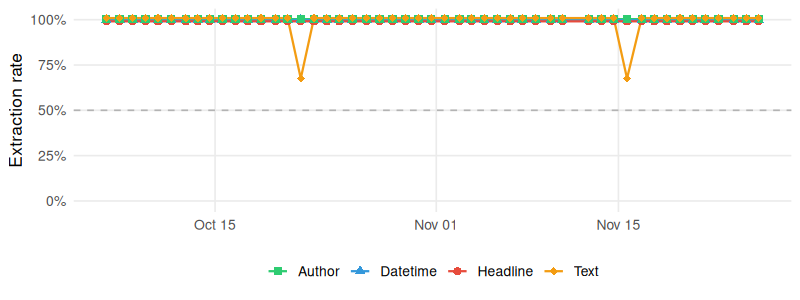 Extraction rate
100%
75%
50%
25%
0%
Oct 15 Nov 01 Nov 15
Author Datetime Headline Text